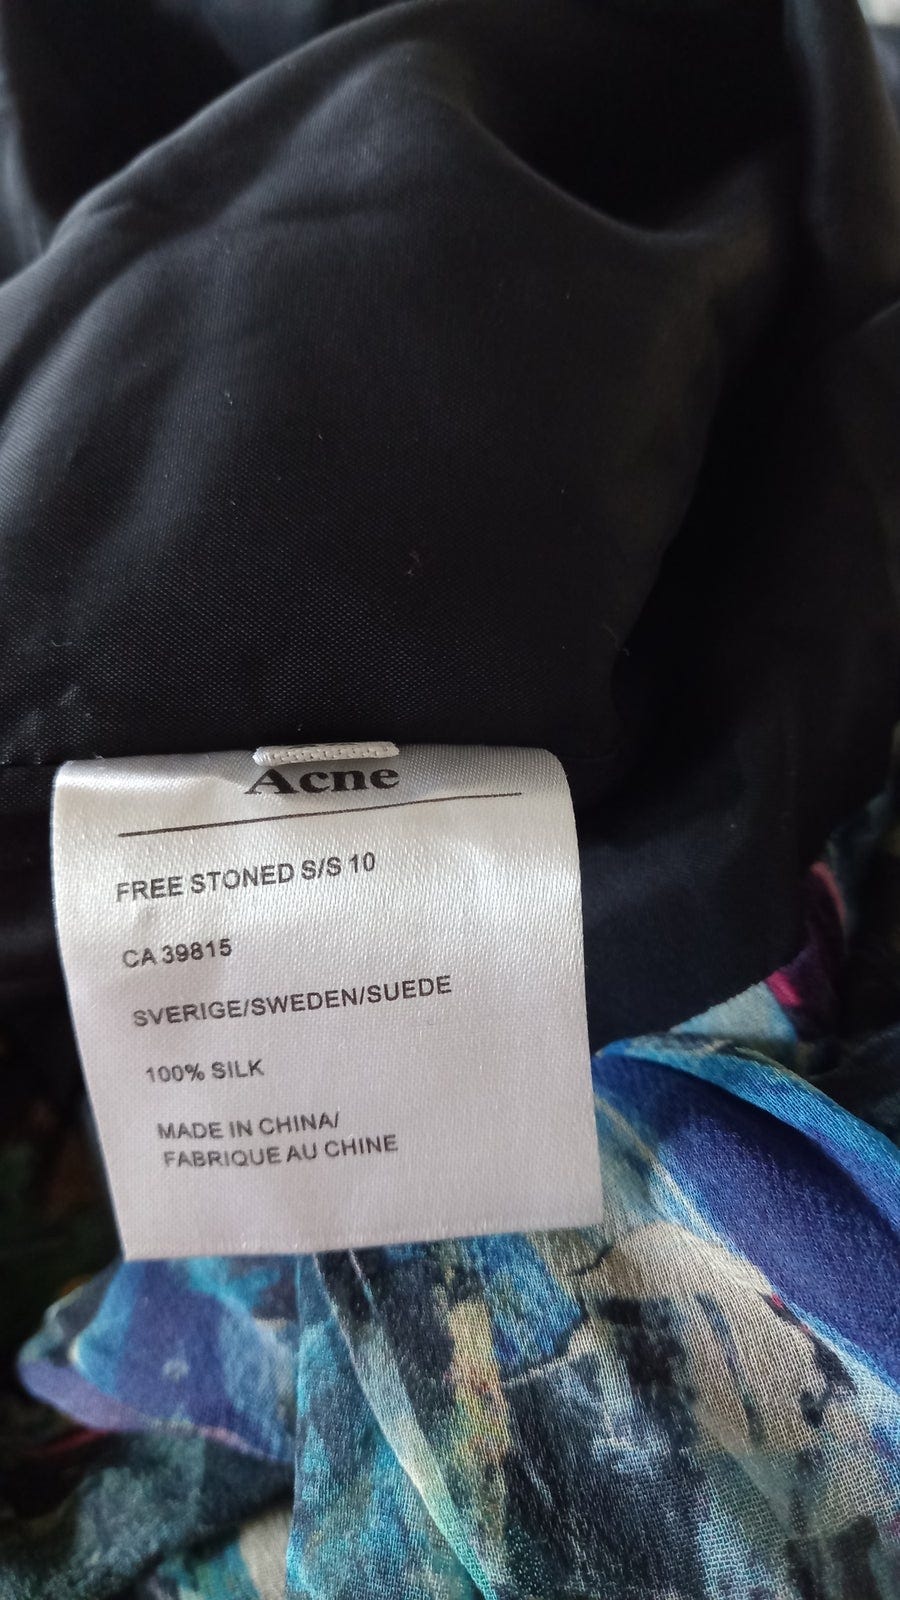 Acne
FREE STONED S/S 10
CA 39815
SVERIGE/SWEDEN/SUEDE
100% SILK
MADE IN CHINA/
FABRIQUE AU CHINE